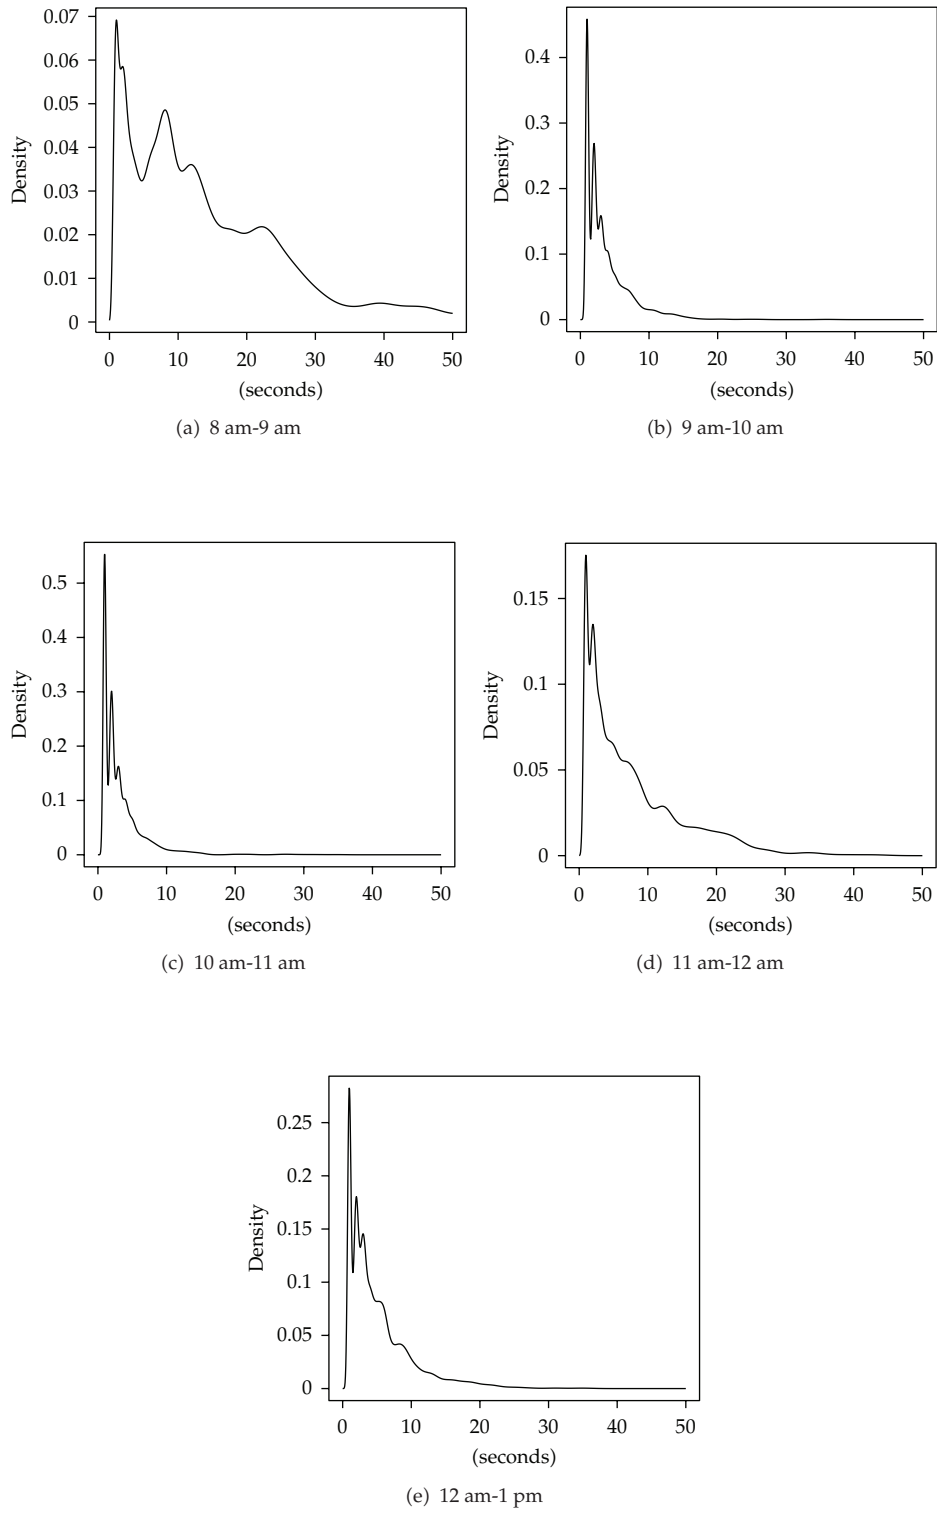 0.07
0.06
0.05
0.04
0.03
0.02
0.01
0
Density
0 10 20 30 40 50
(seconds)
(a) 8 am-9 am
0.4
0.3
0.2
0.1
0
Density
0 10 20 30 40 50
(seconds)
(b) 9 am-10 am
0.5
0.4
0.3
0.2
0.1
0
Density
0 10 20 30 40 50
(seconds)
(c) 10 am-11 am
0.15
0.1
0.05
0
Density
0 10 20 30 40 50
(seconds)
(d) 11 am-12 am
0.25
0.2
0.15
0.1
0.05
0
Density
0 10 20 30 40 50
(seconds)
(e) 12 am-1 pm